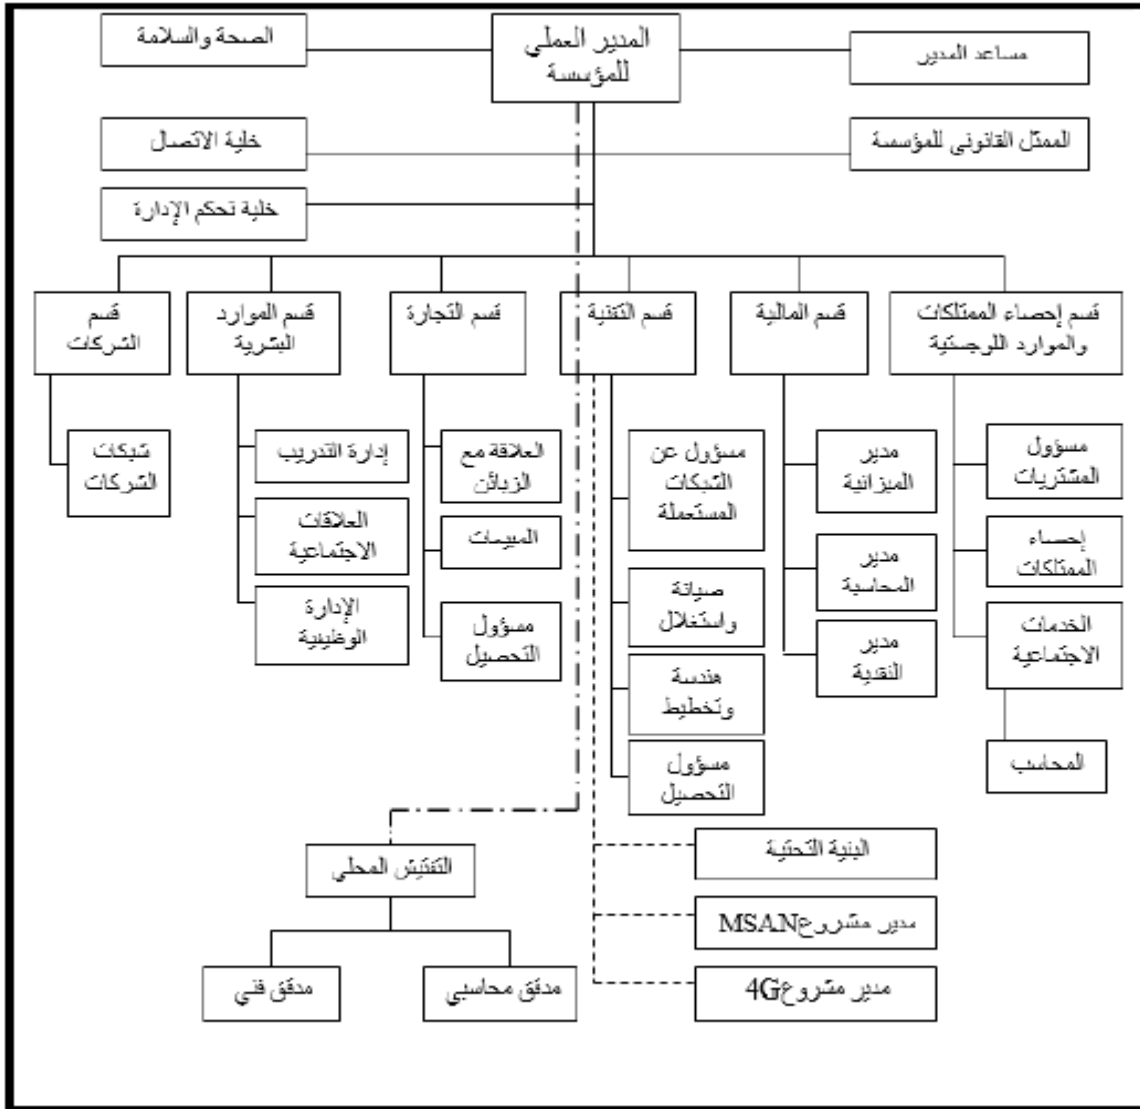 المدير العملي
للمؤسسة
الصحة والسلامة
مساعد المدير
خلية الاتصال
الممثل القانوني للمؤسسة
خلية تحكم الإدارة
قسم إحصاء الممتلكات
والموارد اللوجستية
قسم المالية
قسم التقنية
قسم التجارة
قسم الموارد
البشرية
قسم
الشركات
مسؤول
المشتريات
إحصاء
الممتلكات
الخدمات
الاجتماعية
المحاسب
مدير
الميزانية
مدير
المحاسبة
مدير
النقدية
مسؤول عن
الشبكات
المستعملة
صيانة
واستغلال
هندسة
وتخطيط
مسؤول
التحصيل
العلاقة مع
الزبائن
المبيعات
مسؤول
التحصيل
إدارة التدريب
العلاقات
الاجتماعية
الإدارة
الوظيفية
شبكات
الشركات
البنية التحتية
مدير مشروع MSAN
مدير مشروع 4G
التفتيش المحلي
مدقق محاسبي
مدقق فني